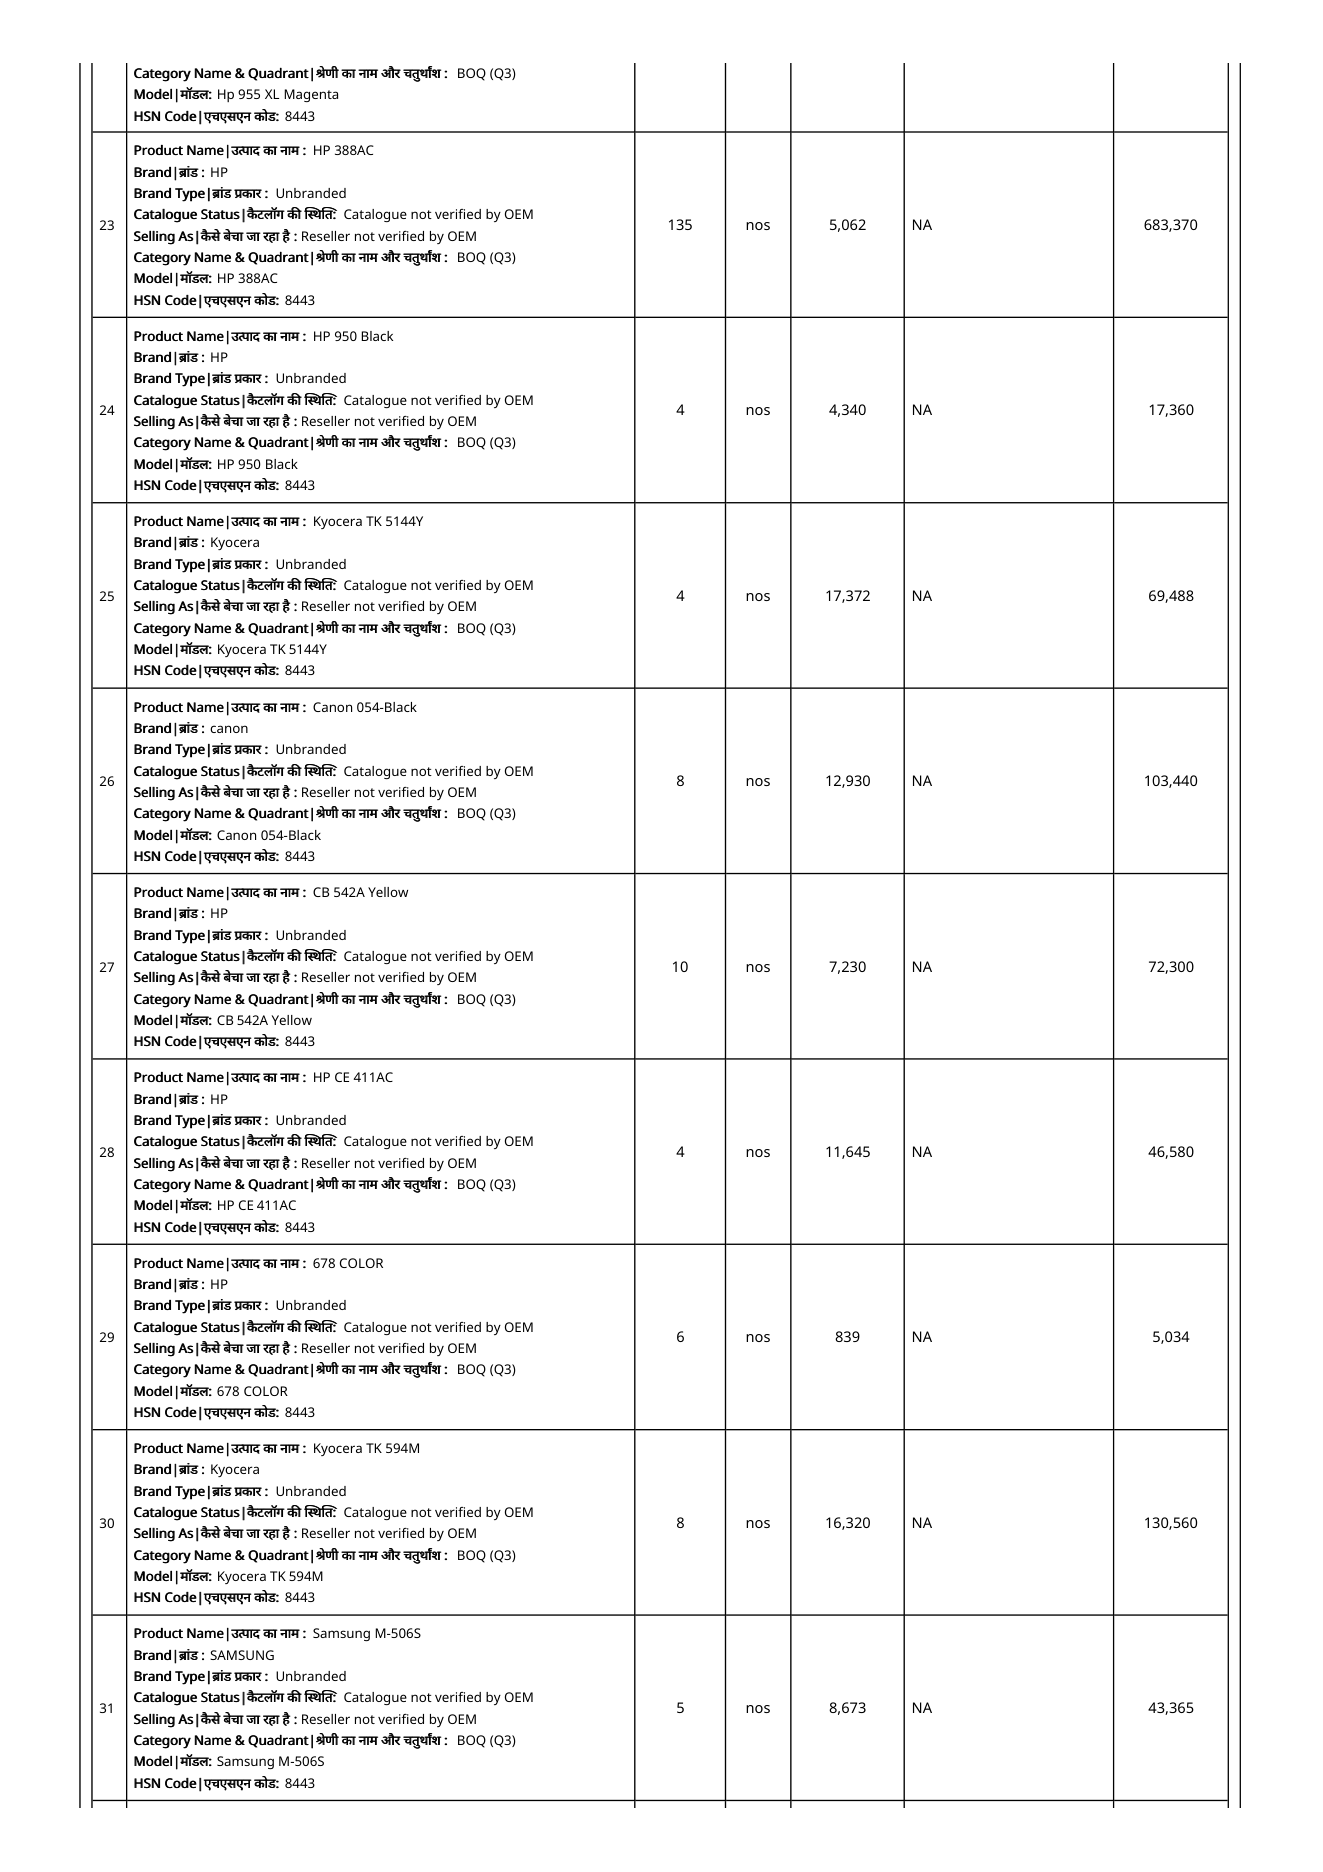 Category Name & Quadrant|श्रेणी का नाम और चतुर्थांश : BOQ (Q3)
Model|मॉडल: Hp 955 XL Magenta
HSN Code|एचएसएन कोड: 8443
Product Name|उत्पाद का नाम : HP 388AC
Brand|ब्रांड : HP
Brand Type|ब्रांड प्रकार : Unbranded
Catalogue Status|कैटलॉग की स्थिति: Catalogue not verified by OEM
Selling As|कैसे बेचा जा रहा है : Reseller not verified by OEM
Category Name & Quadrant|श्रेणी का नाम और चतुर्थांश : BOQ (Q3)
Model|मॉडल: HP 388AC
HSN Code|एचएसएन कोड: 8443
23 135 nos 5,062 NA 683,370
Product Name|उत्पाद का नाम : HP 950 Black
Brand|ब्रांड : HP
Brand Type|ब्रांड प्रकार : Unbranded
Catalogue Status|कैटलॉग की स्थिति: Catalogue not verified by OEM
Selling As|कैसे बेचा जा रहा है : Reseller not verified by OEM
Category Name & Quadrant|श्रेणी का नाम और चतुर्थांश : BOQ (Q3)
Model|मॉडल: HP 950 Black
HSN Code|एचएसएन कोड: 8443
24 4 nos 4,340 NA 17,360
Product Name|उत्पाद का नाम : Kyocera TK 5144Y
Brand|ब्रांड : Kyocera
Brand Type|ब्रांड प्रकार : Unbranded
Catalogue Status|कैटलॉग की स्थिति: Catalogue not verified by OEM
Selling As|कैसे बेचा जा रहा है : Reseller not verified by OEM
Category Name & Quadrant|श्रेणी का नाम और चतुर्थांश : BOQ (Q3)
Model|मॉडल: Kyocera TK 5144Y
HSN Code|एचएसएन कोड: 8443
25 4 nos 17,372 NA 69,488
Product Name|उत्पाद का नाम : Canon 054-Black
Brand|ब्रांड : canon
Brand Type|ब्रांड प्रकार : Unbranded
Catalogue Status|कैटलॉग की स्थिति: Catalogue not verified by OEM
Selling As|कैसे बेचा जा रहा है : Reseller not verified by OEM
Category Name & Quadrant|श्रेणी का नाम और चतुर्थांश : BOQ (Q3)
Model|मॉडल: Canon 054-Black
HSN Code|एचएसएन कोड: 8443
26 8 nos 12,930 NA 103,440
Product Name|उत्पाद का नाम : CB 542A Yellow
Brand|ब्रांड : HP
Brand Type|ब्रांड प्रकार : Unbranded
Catalogue Status|कैटलॉग की स्थिति: Catalogue not verified by OEM
Selling As|कैसे बेचा जा रहा है : Reseller not verified by OEM
Category Name & Quadrant|श्रेणी का नाम और चतुर्थांश : BOQ (Q3)
Model|मॉडल: CB 542A Yellow
HSN Code|एचएसएन कोड: 8443
27 10 nos 7,230 NA 72,300
Product Name|उत्पाद का नाम : HP CE 411AC
Brand|ब्रांड : HP
Brand Type|ब्रांड प्रकार : Unbranded
Catalogue Status|कैटलॉग की स्थिति: Catalogue not verified by OEM
Selling As|कैसे बेचा जा रहा है : Reseller not verified by OEM
Category Name & Quadrant|श्रेणी का नाम और चतुर्थांश : BOQ (Q3)
Model|मॉडल: HP CE 411AC
HSN Code|एचएसएन कोड: 8443
28 4 nos 11,645 NA 46,580
Product Name|उत्पाद का नाम : 678 COLOR
Brand|ब्रांड : HP
Brand Type|ब्रांड प्रकार : Unbranded
Catalogue Status|कैटलॉग की स्थिति: Catalogue not verified by OEM
Selling As|कैसे बेचा जा रहा है : Reseller not verified by OEM
Category Name & Quadrant|श्रेणी का नाम और चतुर्थांश : BOQ (Q3)
Model|मॉडल: 678 COLOR
HSN Code|एचएसएन कोड: 8443
29 6 nos 839 NA 5,034
Product Name|उत्पाद का नाम : Kyocera TK 594M
Brand|ब्रांड : Kyocera
Brand Type|ब्रांड प्रकार : Unbranded
Catalogue Status|कैटलॉग की स्थिति: Catalogue not verified by OEM
Selling As|कैसे बेचा जा रहा है : Reseller not verified by OEM
Category Name & Quadrant|श्रेणी का नाम और चतुर्थांश : BOQ (Q3)
Model|मॉडल: Kyocera TK 594M
HSN Code|एचएसएन कोड: 8443
30 8 nos 16,320 NA 130,560
Product Name|उत्पाद का नाम : Samsung M-506S
Brand|ब्रांड : SAMSUNG
Brand Type|ब्रांड प्रकार : Unbranded
Catalogue Status|कैटलॉग की स्थिति: Catalogue not verified by OEM
Selling As|कैसे बेचा जा रहा है : Reseller not verified by OEM
Category Name & Quadrant|श्रेणी का नाम और चतुर्थांश : BOQ (Q3)
Model|मॉडल: Samsung M-506S
HSN Code|एचएसएन कोड: 8443
31 5 nos 8,673 NA 43,365